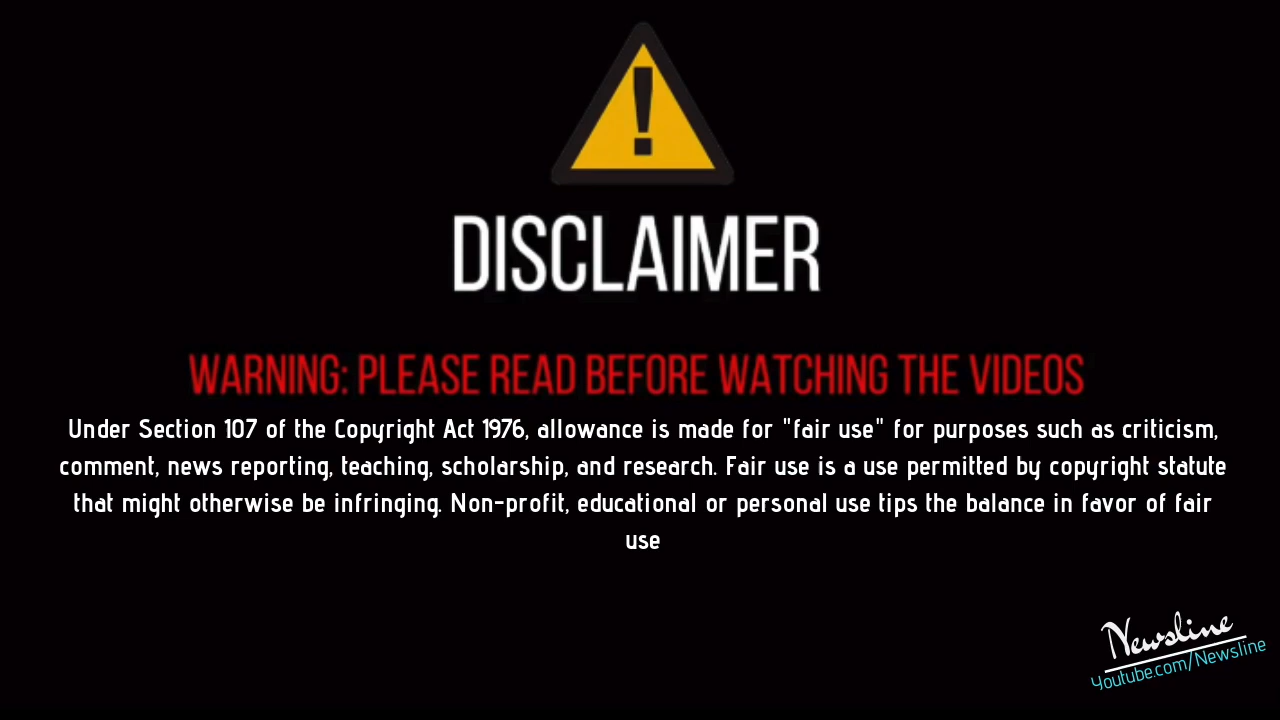 !
DISCLAIMER
WARNING: PLEASE READ BEFORE WATCHING THE VIDEOS
Under Section 107 of the Copyright Act 1976, allowance is made for "fair use" for purposes such as criticism,
comment, news reporting, teaching, scholarship, and research. Fair use is a use permitted by copyright statute
that might otherwise be infringing. Non-profit, educational or personal use tips the balance in favor of fair
use
Newsline
Youtube.com/Newsline